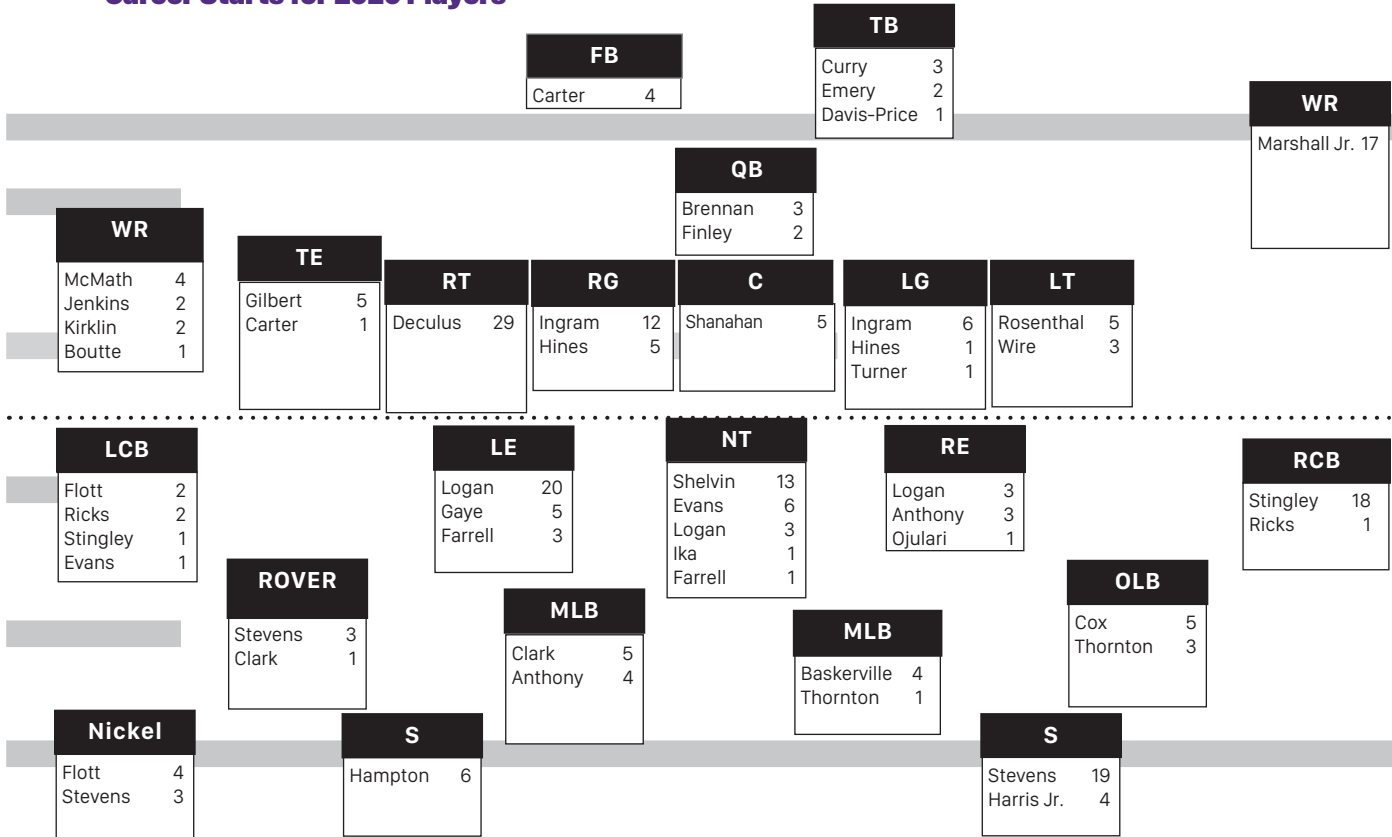 FB
Carter 4
TB
Curry 3
Emery 2
Davis-Price 1
WR
Marshall Jr. 17
QB
Brennan 3
Finley 2
WR
McMath 4
Jenkins 2
Kirklin 2
Boutte 1
TE
Gilbert 5
Carter 1
RT
Deculus 29
RG
Ingram 12
Hines 5
C
Shanahan 5
LG
Ingram 6
Hines 1
Turner 1
LT
Rosenthal 5
Wire 3
LCB
Flott 2
Ricks 2
Stingley 1
Evans 1
LE
Logan 20
Gaye 5
Farrell 3
NT
Shelvin 13
Evans 6
Logan 3
Ika 1
Farrell 1
RE
Logan 3
Anthony 3
Ojulari 1
RCB
Stingley 18
Ricks 1
ROVER
Stevens 3
Clark 1
MLB
Clark 5
Anthony 4
MLB
Baskerville 4
Thornton 1
OLB
Cox 5
Thornton 3
Nickel
Flott 4
Stevens 3
S
Hampton 6
S
Stevens 19
Harris Jr. 4